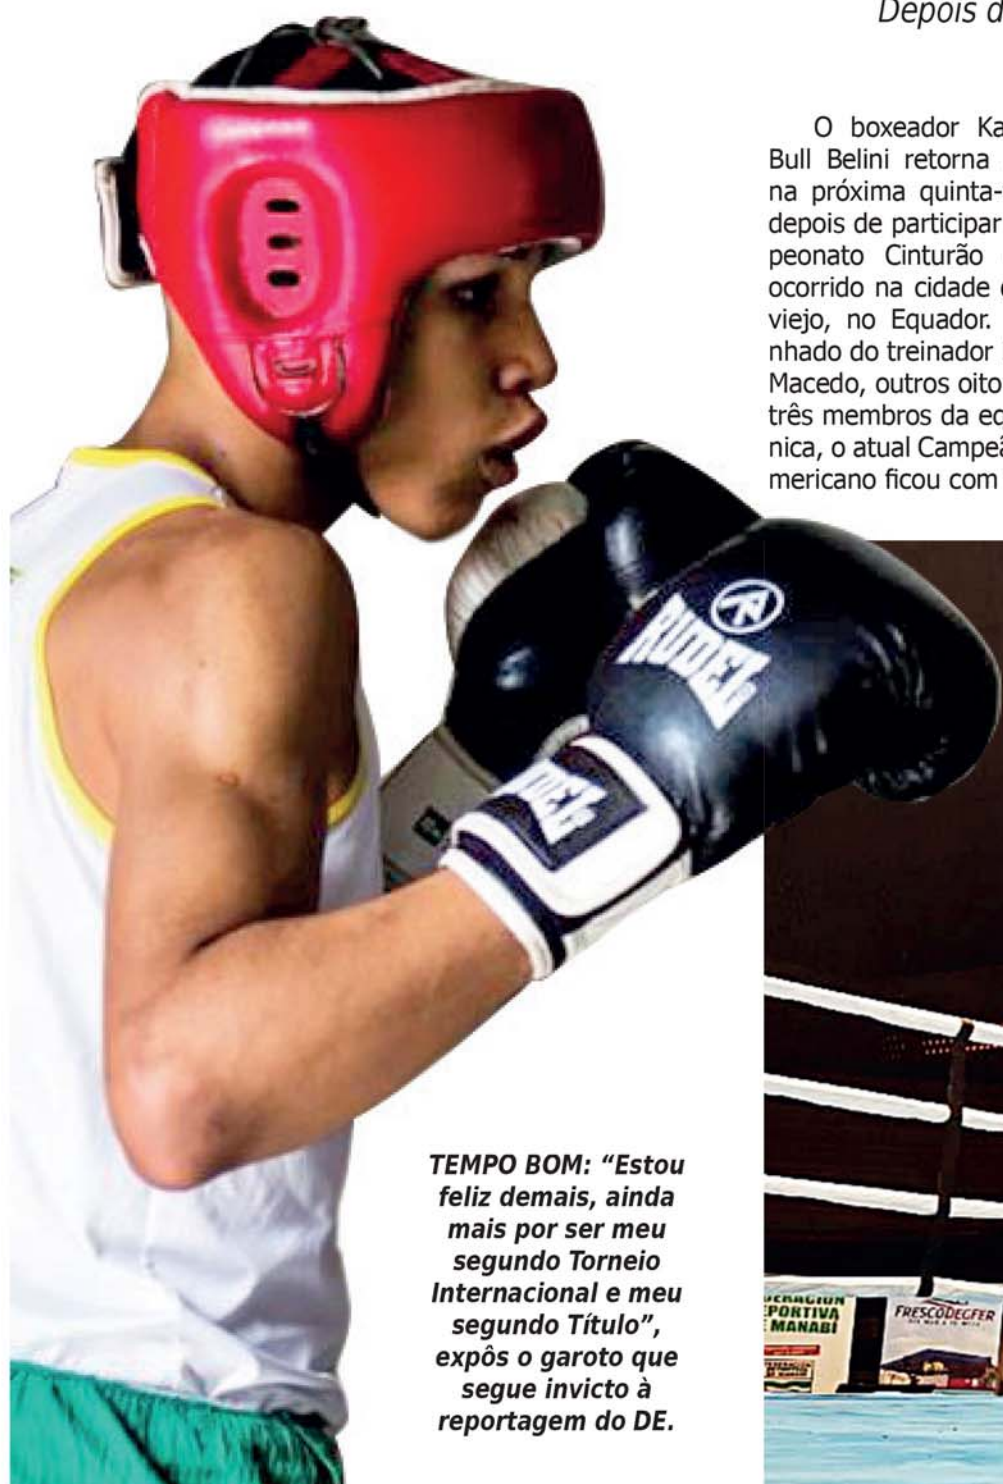 Depois d
O boxeador Ka
Bull Belini retorna
na próxima quinta-
depois de participar
peonato Cinturão
ocorrido na cidade
viejo, no Equador.
nhado do treinador
Macedo, outros oito
três membros da eq
nica, o atual Campeã
mericano ficou com
RUDEL
TEMPO BOM: “Estou
feliz demais, ainda
mais por ser meu
segundo Torneio
Internacional e meu
segundo Título”,
expôs o garoto que
segue invicto à
reportagem do DE.
PORTIVA
MANABÍ
FRESCODEGFER